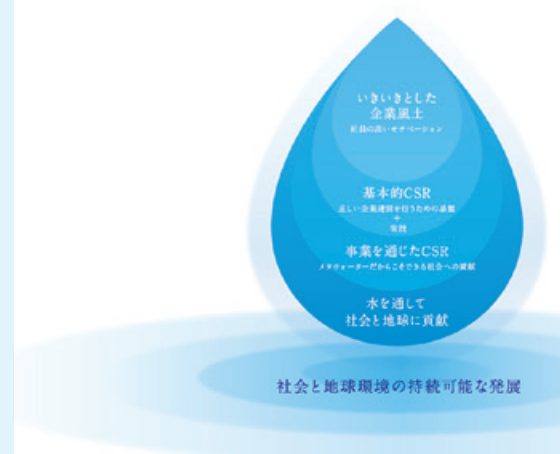 いきいきとした
企業風土
社員の高いモチベーション
基本的CSR
正しい企業運営を行うために基盤
+
実践
事業を通じたCSR
メタウォーターだからこそできる社会への貢献
水を通して
社会と地球に貢献
社会と地球環境の持続可能な発展